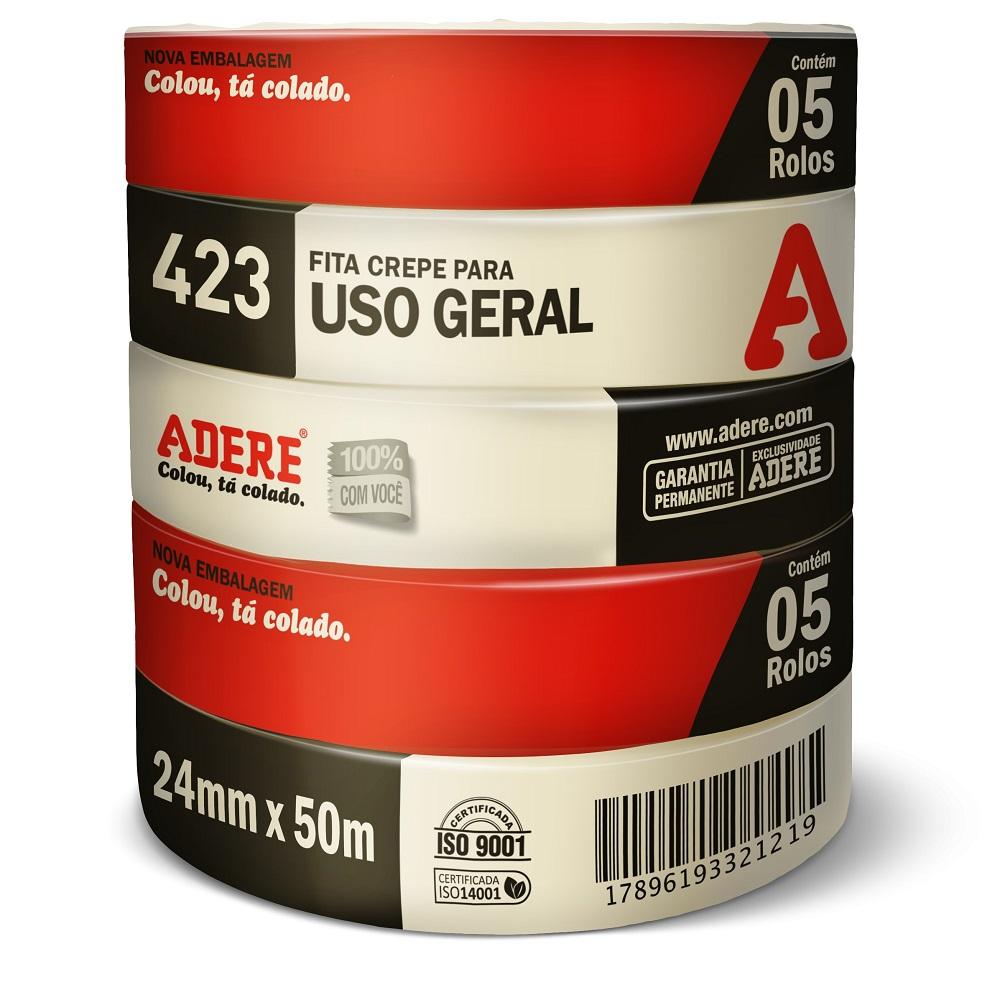 NOVA EMBALAGEM
Colou, tá colado.
Contém
05
Rolos
423
FITA CREPE PARA
USO GERAL
A
ADERE®
Colou, tá colado.
100%
COM VOCÊ
www.adere.com
GARANTIA
PERMANENTE
EXCLUSIVIDADE
ADERE
NOVA EMBALAGEM
Colou, tá colado.
Contém
05
Rolos
24mm x 50m
CERTIFICADA
ISO 9001
CERTIFICADA
ISO14001
17896193321219